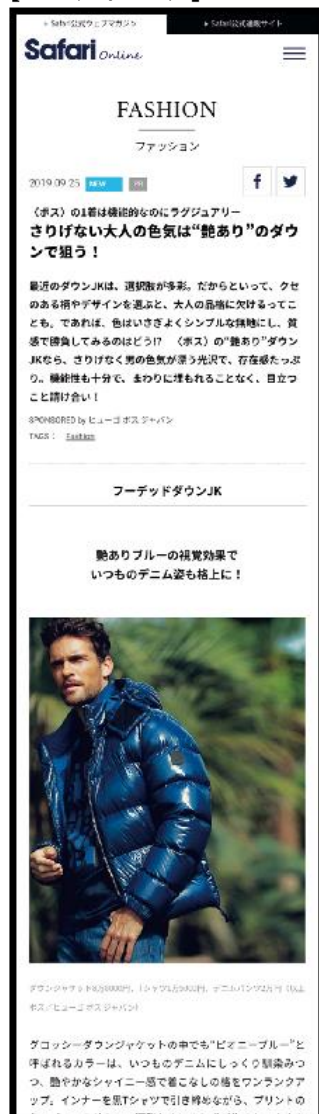 ▸ Safari公式ウェブマガジン
▸ Safari公式通販サイト
Safari Online
FASHION
ファッション
2019.09.25 NEW PR
〈ボス〉の1着は機能的なのにラグジュアリー
さりげない大人の色気は“艶あり”のダウ
ンで狙う！
最近のダウンJKは、選択肢が多彩。だからといって、クセ
のある柄やデザインを選ぶと、大人の品格に欠けるってこ
とも。であれば、色はいさぎよくシンプルな無地にし、質
感で勝負してみるのはどう!? 〈ボス〉の“艶あり”ダウン
JKなら、さりげなく男の色気が漂う光沢で、存在感たっぷ
り。機能性も十分で、まわりに埋もれることなく、目立つ
こと請け合い！
SPONSORED by ヒューゴ ボス ジャパン
TAGS： Fashion
フーデッドダウンJK
艶ありブルーの視覚効果で
いつものデニム姿も格上に！
ボス／ヒューゴ ボス ジャパン）
グロッシーダウンジャケットの中でも“ピオニーブルー”と
呼ばれるカラーは、いつものデニムにしっくり馴染みつ
つ、艶やかなシャイニー感で着こなしの格をワンランクア
ップ。インナーを黒Tシャツで引き締めながら、プリントの